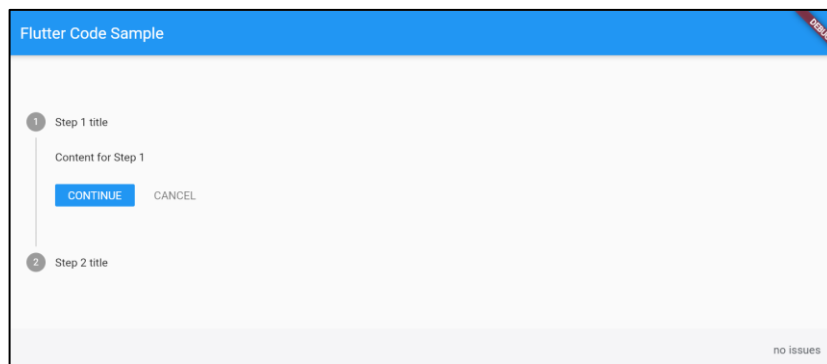 Flutter Code Sample
1 Step 1 title
Content for Step 1
CONTINUE CANCEL
2 Step 2 title
no issues